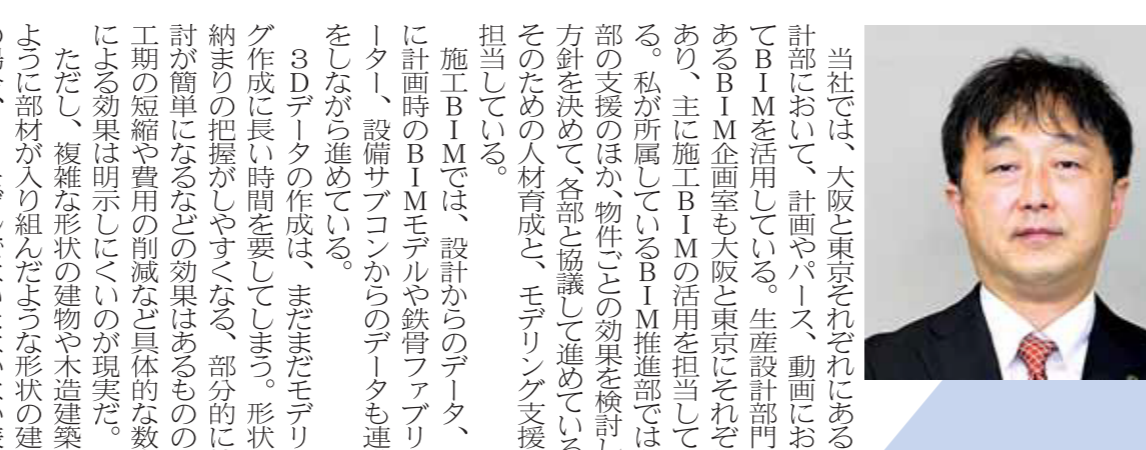 当社では、大阪と東京それぞれにある
計部において、計画やパース、動画にお
てＢＩＭを活用している。生産設計部門
あるＢＩＭ企画室も大阪と東京にそれぞ
あり、主に施工ＢＩＭの活用を担当して
る。私が所属しているＢＩＭ推進部では
部の支援のほか、物件ごとの効果を検討し
方針を決めて、各部と協議して進めている
そのための人材育成と、モデリング支援
担当している。
施工ＢＩＭでは、設計からのデータ、
に計画時のＢＩＭモデルや鉄骨ファブリ
ーター、設備サブコンからのデータも連
をしながら進めている。
３Ｄデータの作成は、まだまだモデリ
グ作成に長い時間を要してしまう。形状
納まりの把握がしやすくなる、部分的に
討が簡単になるなどの効果はあるものの
工期の短縮や費用の削減など具体的な数
による効果は明示しにくいのが現実だ。
ただし、複雑な形状の建物や木造建築
ように部材が入り組んだような形状の建